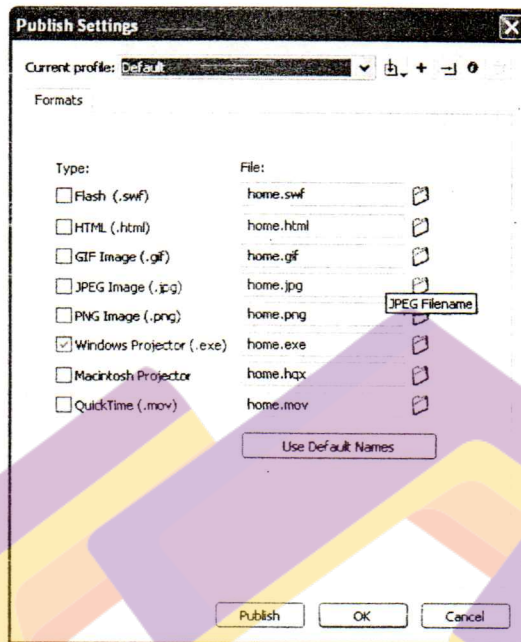 Publish Settings
Current profile: Default
Formats
Type: File:
Flash (.swf) home.swf
HTML (.html) home.html
GIF Image (.gif) home.gif
JPEG Image (.jpg) home.jpg
JPEG Filename
PNG Image (.png) home.png
Windows Projector (.exe) home.exe
Macintosh Projector home.hqx
QuickTime (.mov) home.mov
Use Default Names
Publish OK Cancel